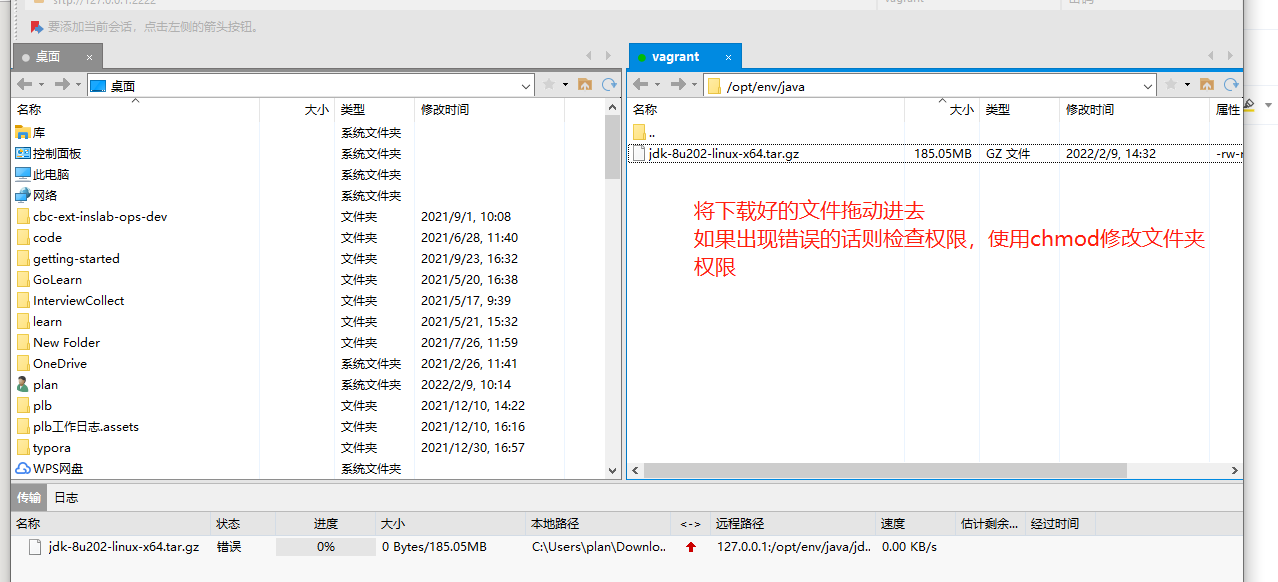 sftp://127.0.0.1:2222 vagrant 密码
要添加当前会话，点击左侧的箭头按钮。
桌面 × vagrant ×
桌面 /opt/env/java
名称 大小 类型 修改时间 名称 大小 类型 修改时间 属性
库 系统文件夹 ..
控制面板 系统文件夹 jdk-8u202-linux-x64.tar.gz 185.05MB GZ 文件 2022/2/9, 14:32
此电脑 系统文件夹
网络 系统文件夹
cbc-ext-inslab-ops-dev 文件夹 2021/9/1, 10:08
code 文件夹 2021/6/28, 11:40
getting-started 文件夹 2021/9/23, 16:32
GoLearn 文件夹 2021/5/20, 16:38
InterviewCollect 文件夹 2021/5/17, 9:39
learn 文件夹 2021/5/21, 15:32
New Folder 文件夹 2021/7/26, 11:59
OneDrive 系统文件夹 2021/2/26, 11:41
plan 系统文件夹 2022/2/9, 10:14
plb 文件夹 2021/12/10, 14:22
plb工作日志.assets 文件夹 2021/12/10, 16:16
typora 文件夹 2021/12/30, 16:57
WPS网盘 系统文件夹
将下载好的文件拖动进去
如果出现错误的话则检查权限，使用chmod修改文件夹
权限
传输 日志
名称 状态 进度 大小 本地路径 <-> 远程路径 速度 估计剩余... 经过时间
jdk-8u202-linux-x64.tar.gz 错误 0% 0 Bytes/185.05MB C:\Users\plan\Downlo.. 127.0.0.1:/opt/env/java/jd.. 0.00 KB/s